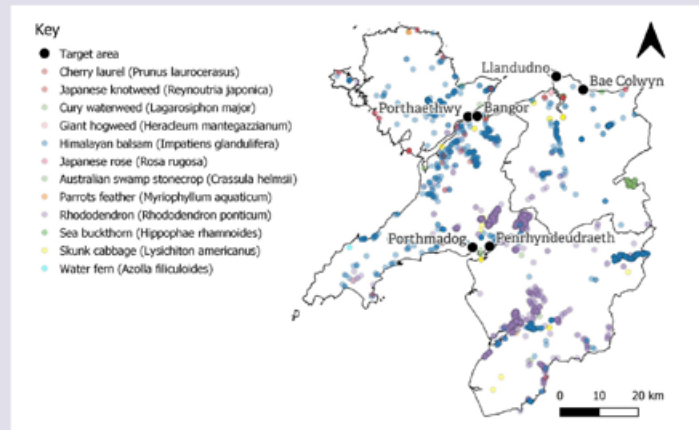 Key
Target area
Cherry laurel (Prunus laurocerasus)
Japanese knotweed (Reynoutria japonica)
Cury waterweed (Lagarosiphon major)
Giant hogweed (Heracleum mantegazzianum)
Himalayan balsam (Impatiens glandulifera)
Japanese rose (Rosa rugosa)
Australian swamp stonecrop (Crassula helmsii)
Parrots feather (Myriophyllum aquaticum)
Rhododendron (Rhododendron ponticum)
Sea buckthorn (Hippophae rhamnoides)
Skunk cabbage (Lysichiton americanus)
Water fern (Azolla filiculoides)
Llandudno
Bae Colwyn
Porthaethwy
Bangor
Porthmadog
Penrhyndeudraeth
0 10 20 km